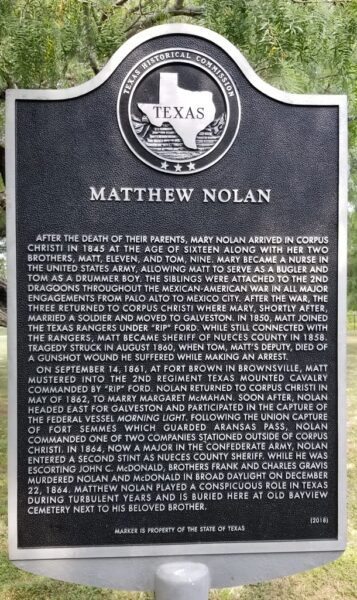 TEXAS HISTORICAL COMMISSION
TEXAS
MATTHEW NOLAN
AFTER THE DEATH OF THEIR PARENTS, MARY NOLAN ARRIVED IN CORPUS
CHRISTI IN 1845 AT THE AGE OF SIXTEEN ALONG WITH HER TWO
BROTHERS, MATT, ELEVEN, AND TOM, NINE. MARY BECAME A NURSE IN
THE UNITED STATES ARMY, ALLOWING MATT TO SERVE AS A BUGLER AND
TOM AS A DRUMMER BOY. THE SIBLINGS WERE ATTACHED TO THE 2ND
DRAGOONS THROUGHOUT THE MEXICAN-AMERICAN WAR IN ALL MAJOR
ENGAGEMENTS FROM PALO ALTO TO MEXICO CITY. AFTER THE WAR, THE
THREE RETURNED TO CORPUS CHRISTI WHERE MARY, SHORTLY AFTER,
MARRIED A SOLDIER AND MOVED TO GALVESTON. IN 1850, MATT JOINED
THE TEXAS RANGERS UNDER "RIP" FORD. WHILE STILL CONNECTED WITH
THE RANGERS, MATT BECAME SHERIFF OF NUECES COUNTY IN 1858.
TRAGEDY STRUCK IN AUGUST 1860, WHEN TOM, MATT'S DEPUTY, DIED OF
A GUNSHOT WOUND HE SUFFERED WHILE MAKING AN ARREST.
ON SEPTEMBER 14, 1861, AT FORT BROWN IN BROWNSVILLE, MATT
MUSTERED INTO THE 2ND REGIMENT TEXAS MOUNTED CAVALRY
COMMANDED BY "RIP" FORD. NOLAN RETURNED TO CORPUS CHRISTI IN
MAY OF 1862, TO MARRY MARGARET McMAHAN. SOON AFTER, NOLAN
HEADED EAST FOR GALVESTON AND PARTICIPATED IN THE CAPTURE OF
THE FEDERAL VESSEL MORNING LIGHT. FOLLOWING THE UNION CAPTURE
OF FORT SEMMES WHICH GUARDED ARANSAS PASS, NOLAN
COMMANDED ONE OF TWO COMPANIES STATIONED OUTSIDE OF CORPUS
CHRISTI. IN 1864, NOW A MAJOR IN THE CONFEDERATE ARMY, NOLAN
ENTERED A SECOND STINT AS NUECES COUNTY SHERIFF. WHILE HE WAS
ESCORTING JOHN C. McDONALD, BROTHERS FRANK AND CHARLES GRAVIS
MURDERED NOLAN AND McDONALD IN BROAD DAYLIGHT ON DECEMBER
22, 1864. MATTHEW NOLAN PLAYED A CONSPICUOUS ROLE IN TEXAS
DURING TURBULENT YEARS AND IS BURIED HERE AT OLD BAYVIEW
CEMETERY NEXT TO HIS BELOVED BROTHER.
(2018)
MARKER IS PROPERTY OF THE STATE OF TEXAS